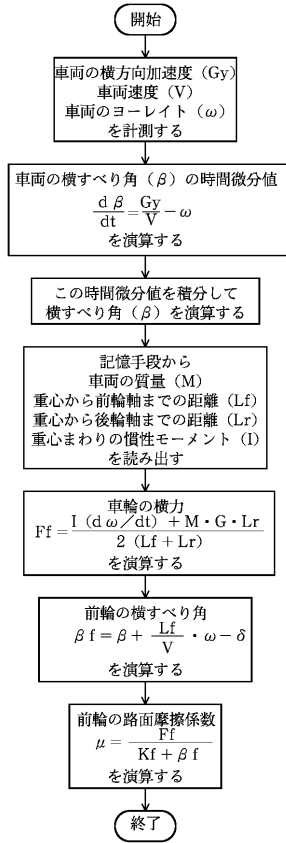 開始
車両の横方向加速度（Gy）
車両速度（V）
車両のヨーレイト（ω）
を計測する
車両の横すべり角（β）の時間微分値
dβ/dt=Gy/V−ω
を演算する
この時間微分値を積分して
横すべり角（β）を演算する
記憶手段から
車両の質量（M）
重心から前輪軸までの距離（Lf）
重心から後輪軸までの距離（Lr）
重心まわりの慣性モーメント（I）
を読み出す
車輪の横力
Ff=I（dω／dt）＋M・G・Lr/2（Lf＋Lr）
を演算する
前輪の横すべり角
βf=β＋Lf/V・ω−δ
を演算する
前輪の路面摩擦係数
μ=Ff/Kf＋βf
を演算する
終了